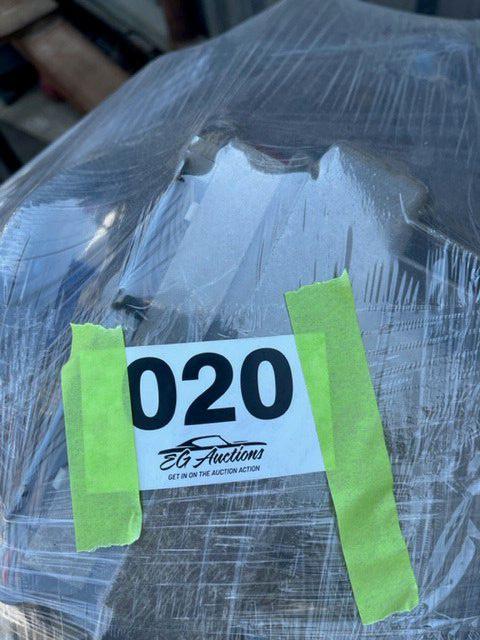 020
EG Auctions
GET IN ON THE AUCTION ACTION